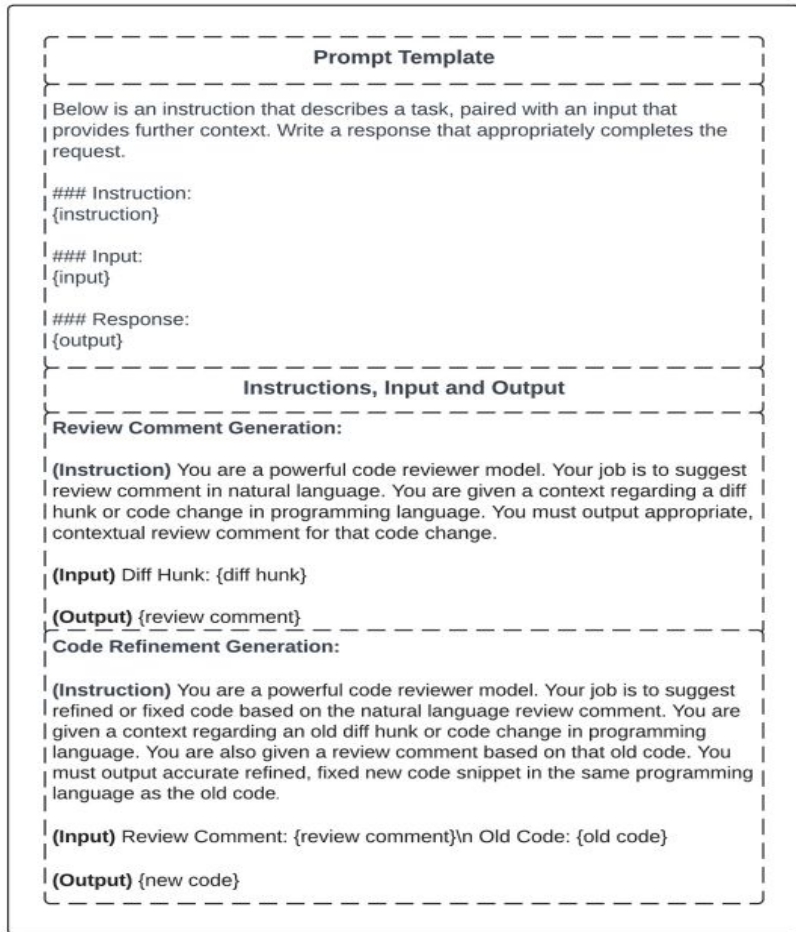 Prompt Template
Below is an instruction that describes a task, paired with an input that
provides further context. Write a response that appropriately completes the
request.
### Instruction:
{instruction}
### Input:
{input}
### Response:
{output}
Instructions, Input and Output
Review Comment Generation:
(Instruction) You are a powerful code reviewer model. Your job is to suggest
review comment in natural language. You are given a context regarding a diff
hunk or code change in programming language. You must output appropriate,
contextual review comment for that code change.
(Input) Diff Hunk: {diff hunk}
(Output) {review comment}
Code Refinement Generation:
(Instruction) You are a powerful code reviewer model. Your job is to suggest
refined or fixed code based on the natural language review comment. You are
given a context regarding an old diff hunk or code change in programming
language. You are also given a review comment based on that old code. You
must output accurate refined, fixed new code snippet in the same programming
language as the old code.
(Input) Review Comment: {review comment}\n Old Code: {old code}
(Output) {new code}